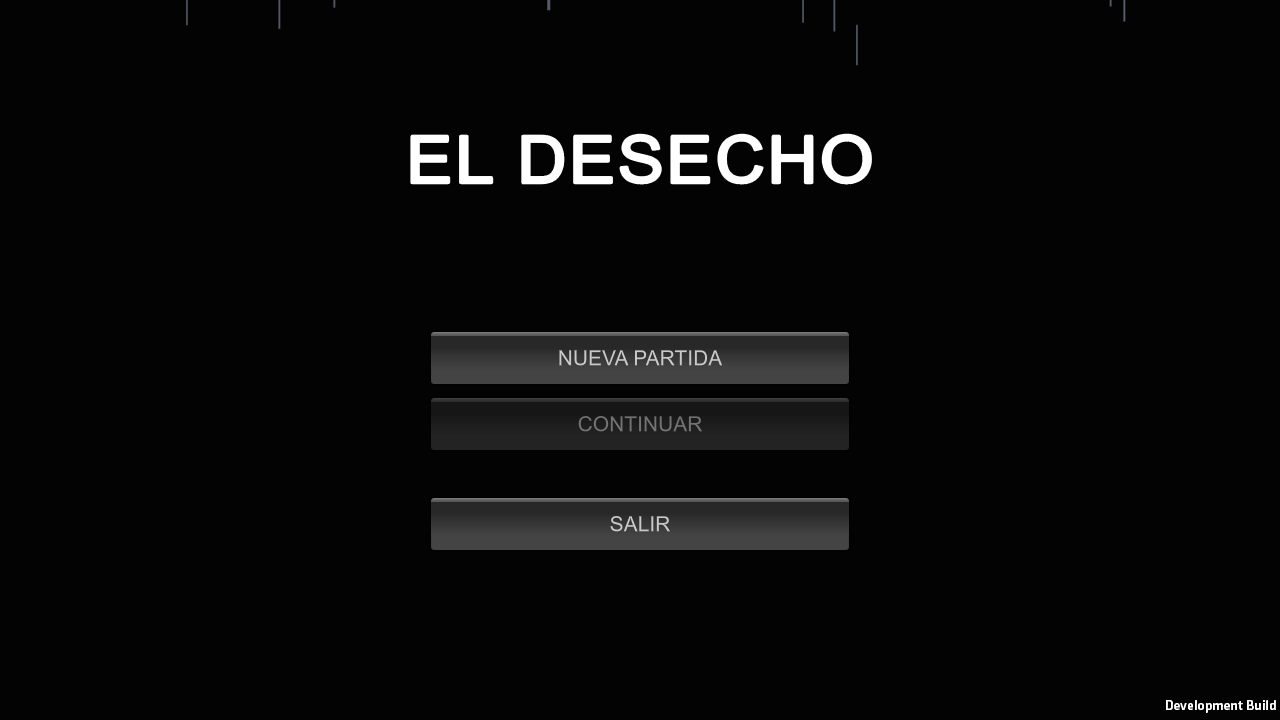 EL DESECHO
NUEVA PARTIDA
CONTINUAR
SALIR
Development Build